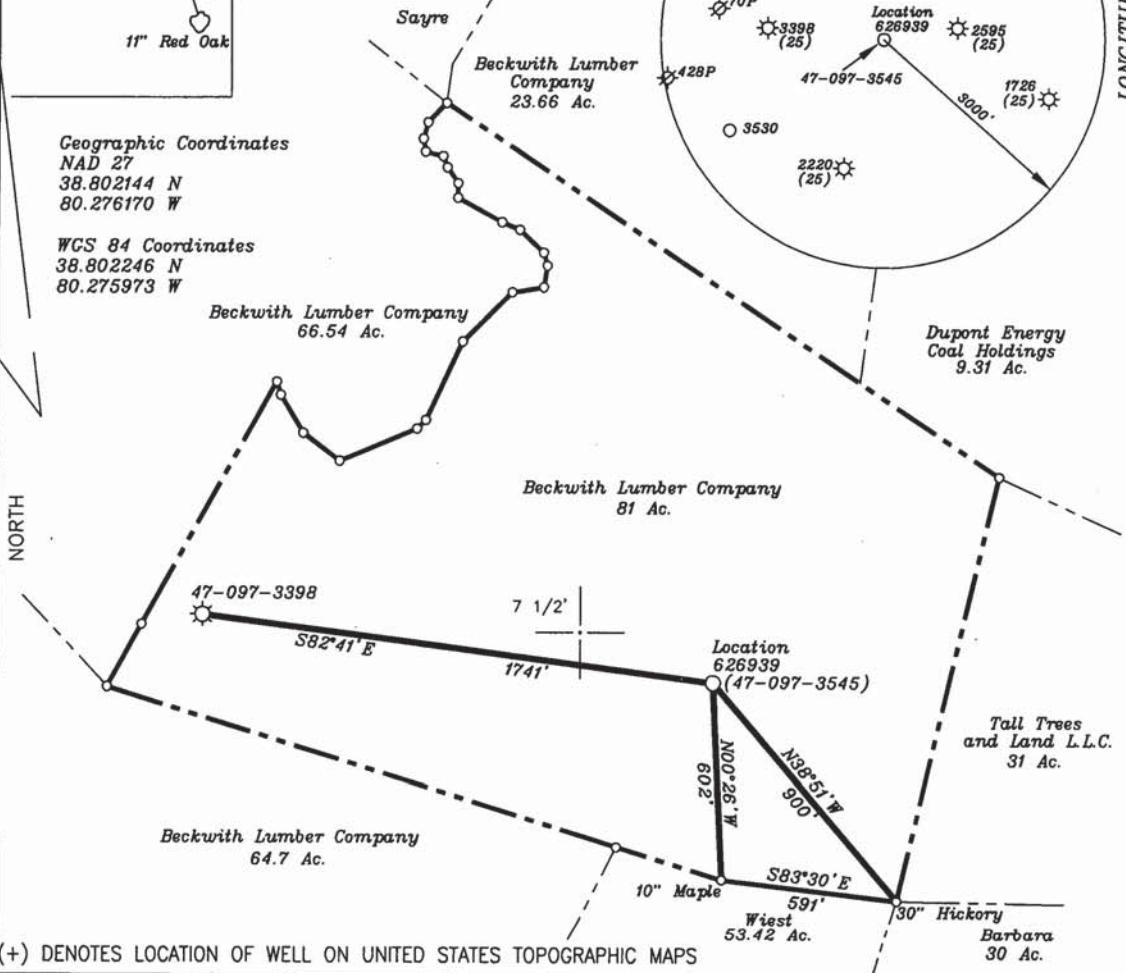 11" Red Oak
Sayre
Beckwith Lumber
Company
23.66 Ac.
3398
(25)
Location
626939
47-097-3545
2595
(25)
428P
1726
(25)
3000'
3530
2220
(25)
Geographic Coordinates
NAD 27
38.802144 N
80.276170 W
WGS 84 Coordinates
38.802246 N
80.275973 W
Beckwith Lumber Company
66.54 Ac.
Dupont Energy
Coal Holdings
9.31 Ac.
Beckwith Lumber Company
81 Ac.
NORTH
47-097-3398
S82°41'E
1741'
7 1/2'
Location
626939
(47-097-3545)
N00°26'W
602'
N38°51'W
900'
Tall Trees
and Land L.L.C.
31 Ac.
Beckwith Lumber Company
64.7 Ac.
10" Maple
S83°30'E
591'
Wiest
53.42 Ac.
30" Hickory
Barbara
30 Ac.
(+) DENOTES LOCATION OF WELL ON UNITED STATES TOPOGRAPHIC MAPS